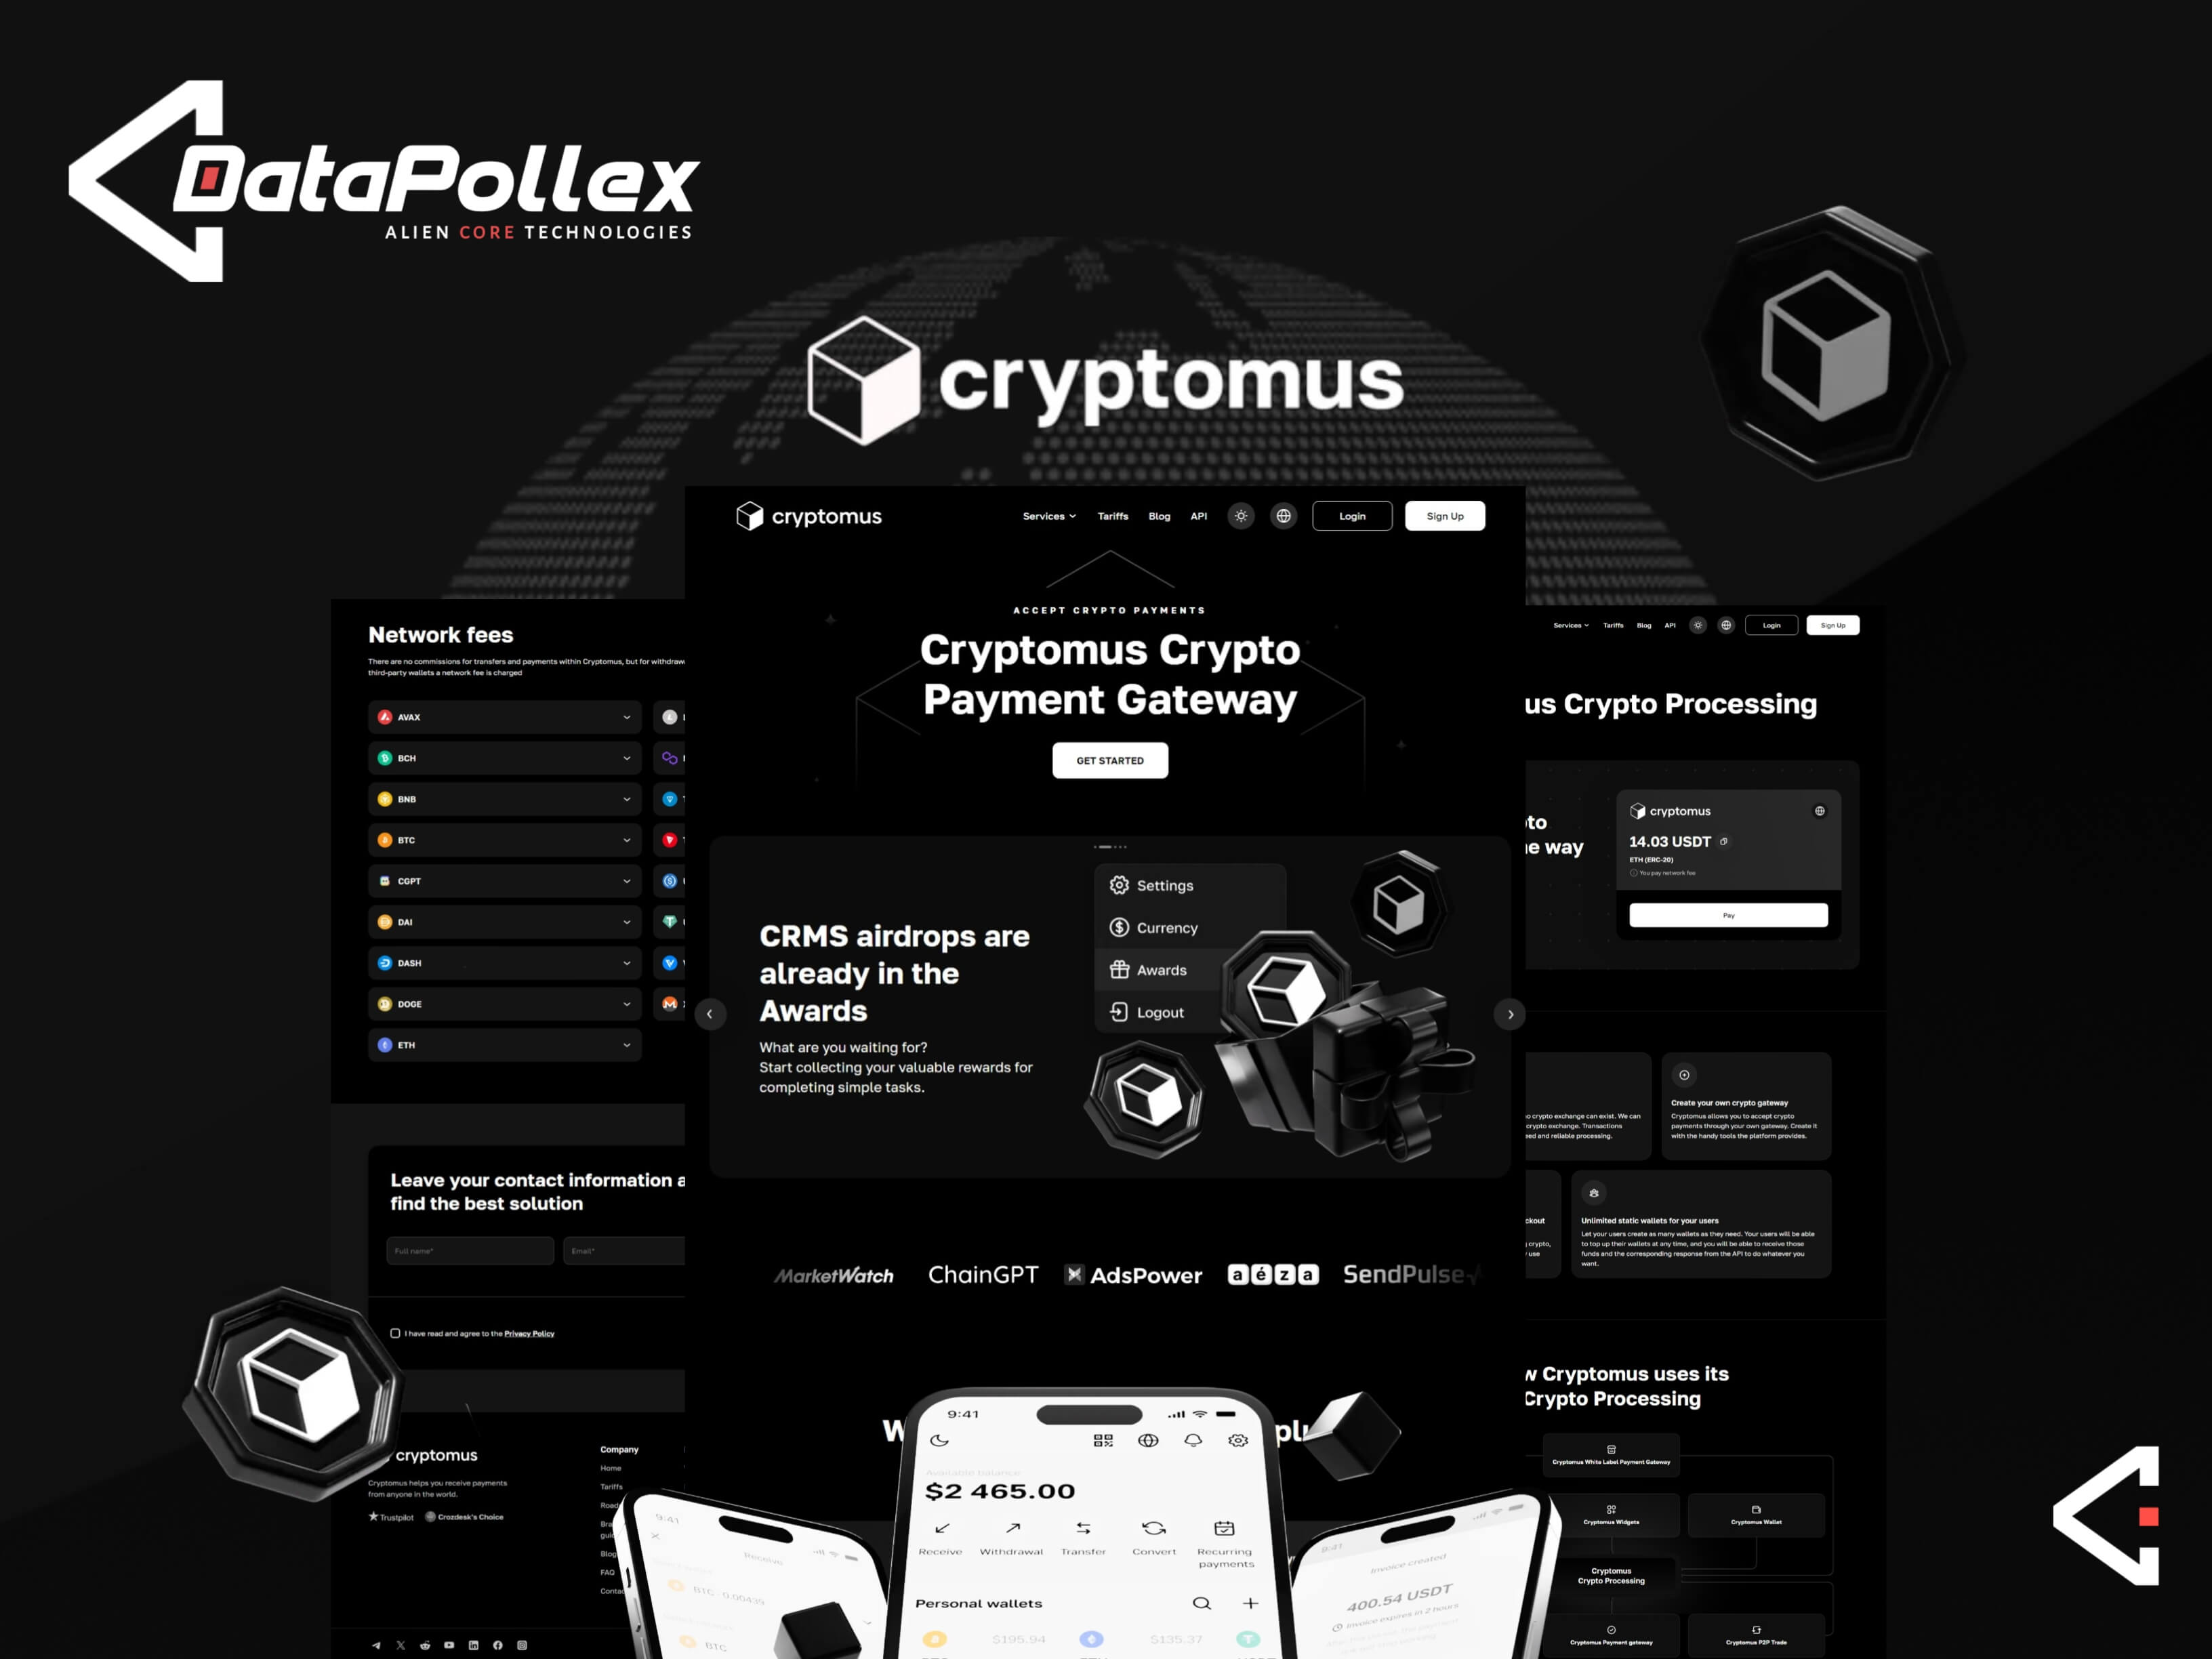 DataPollex
ALIEN CORE TECHNOLOGIES
cryptomus
cryptomus
Services
Tariffs
Blog
API
Login
Sign Up
ACCEPT CRYPTO PAYMENTS
Cryptomus Crypto
Payment Gateway
GET STARTED
CRMS airdrops are
already in the
Awards
What are you waiting for?
Start collecting your valuable rewards for
completing simple tasks.
Settings
Currency
Awards
Logout
MarketWatch
ChainGPT
AdsPower
aéza
SendPulse
Network fees
There are no commissions for transfers and payments within Cryptomus, but for
third-party wallets a network fee is charged
AVAX
BCH
BNB
BTC
CGPT
DAI
DASH
DOGE
ETH
Leave your contact information
find the best solution
Full name*
Email*
I have read and agree to the Privacy Policy
cryptomus
Cryptomus helps you receive payments
from anyone in the world.
Trustpilot
Crozdesk's Choice
Company
Home
Tariffs
Blog
FAQ
Services
Tariffs
Blog
API
Login
Sign Up
us Crypto Processing
way
cryptomus
14.03 USDT
ETH (ERC-20)
You pay network fee
Pay
crypto exchange can exist. We can
crypto exchange. Transactions
and reliable processing.
Create your own crypto gateway
Cryptomus allows you to accept crypto
payments through your own gateway. Create it
with the handy tools the platform provides.
crypto,
use
Unlimited static wallets for your users
Let your users create as many wallets as they need. Your users will be able
to top up their wallets at any time, and you will be able to receive those
funds and the corresponding response from the API to do whatever you
want.
Cryptomus uses its
Crypto Processing
Cryptomus White Label Payment Gateway
Cryptomus Widgets
Cryptomus Wallet
Cryptomus
Crypto Processing
Cryptomus Payment gateway
Cryptomus P2P Trade
9:41
Available balance
$2 465.00
Receive
Withdrawal
Transfer
Convert
Recurring
payments
Personal wallets
$195.94
$135.37
9:41
Receive
BTC 0.00439
BTC
9:41
Invoice created
400.54 USDT
Invoice expires in 2 hours